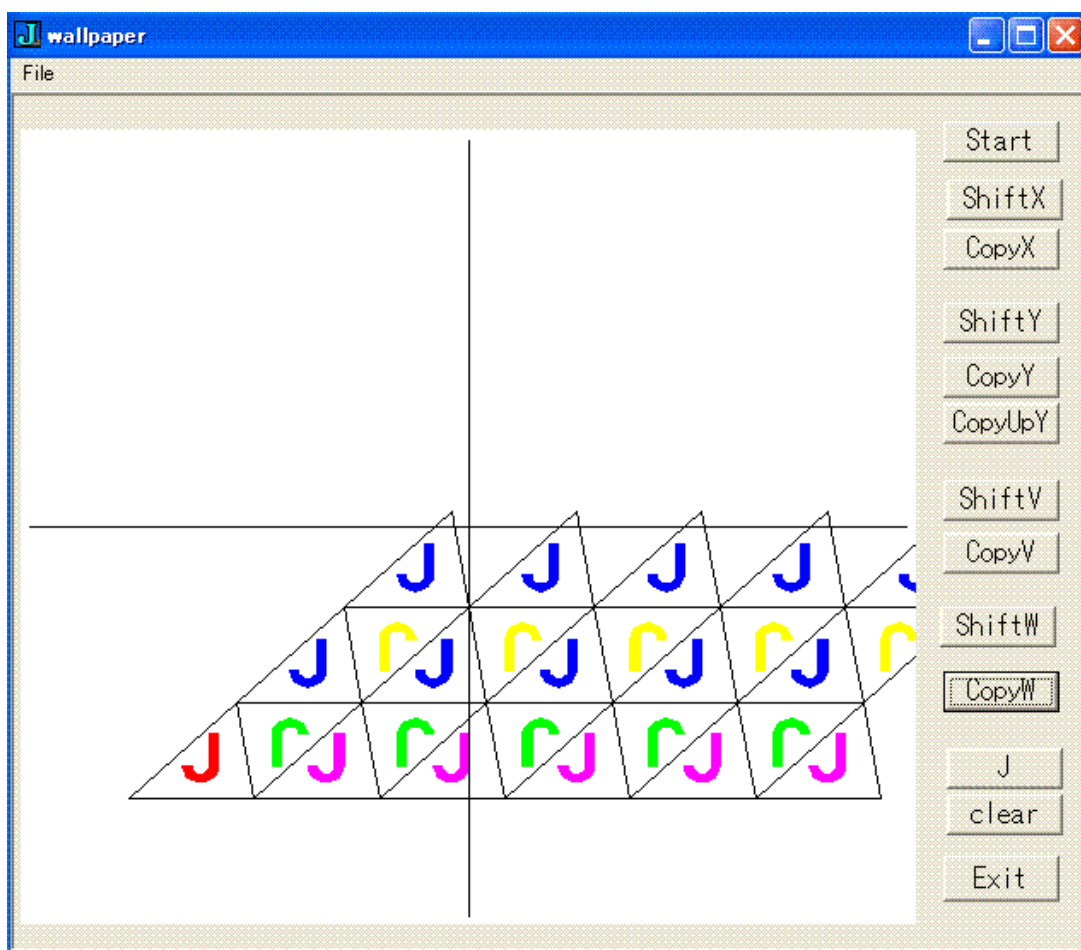 J wallpaper
File
Start
ShiftX
CopyX
ShiftY
CopyY
CopyUpY
ShiftV
CopyV
ShiftW
CopyW
J
clear
Exit
J J J J J
J J J J J
J J J J J J